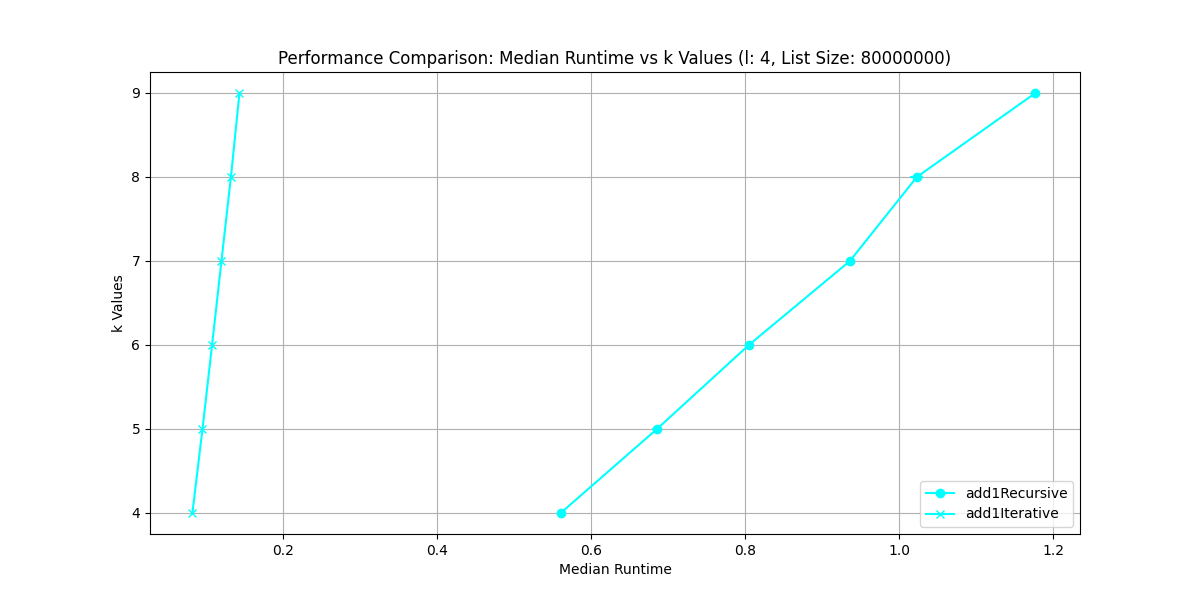 Performance Comparison: Median Runtime vs k Values (l: 4, List Size: 80000000)
9
8
7
6
5
4
k Values
0.2
0.4
0.6
0.8
1.0
1.2
Median Runtime
add1Recursive
add1Iterative